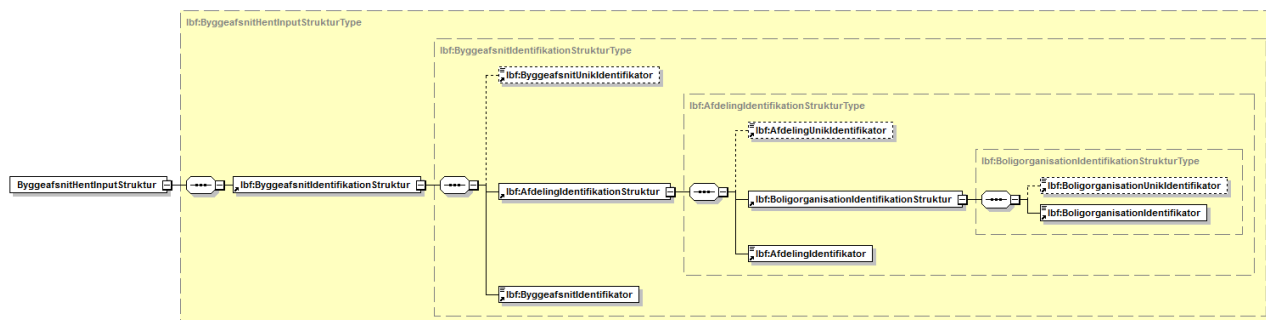 lbf:ByggeafsnitHentInputStrukturType
lbf:ByggeafsnitIdentifikationStrukturType
lbf:ByggeafsnitUnikIdentifikator
lbf:AfdelingIdentifikationStrukturType
lbf:AfdelingUnikIdentifikator
lbf:BoligorganisationIdentifikationStrukturType
ByggeafsnitHentInputStruktur
lbf:ByggeafsnitIdentifikationStruktur
lbf:AfdelingIdentifikationStruktur
lbf:BoligorganisationIdentifikationStruktur
lbf:BoligorganisationUnikIdentifikator
lbf:BoligorganisationIdentifikator
lbf:AfdelingIdentifikator
lbf:ByggeafsnitIdentifikator